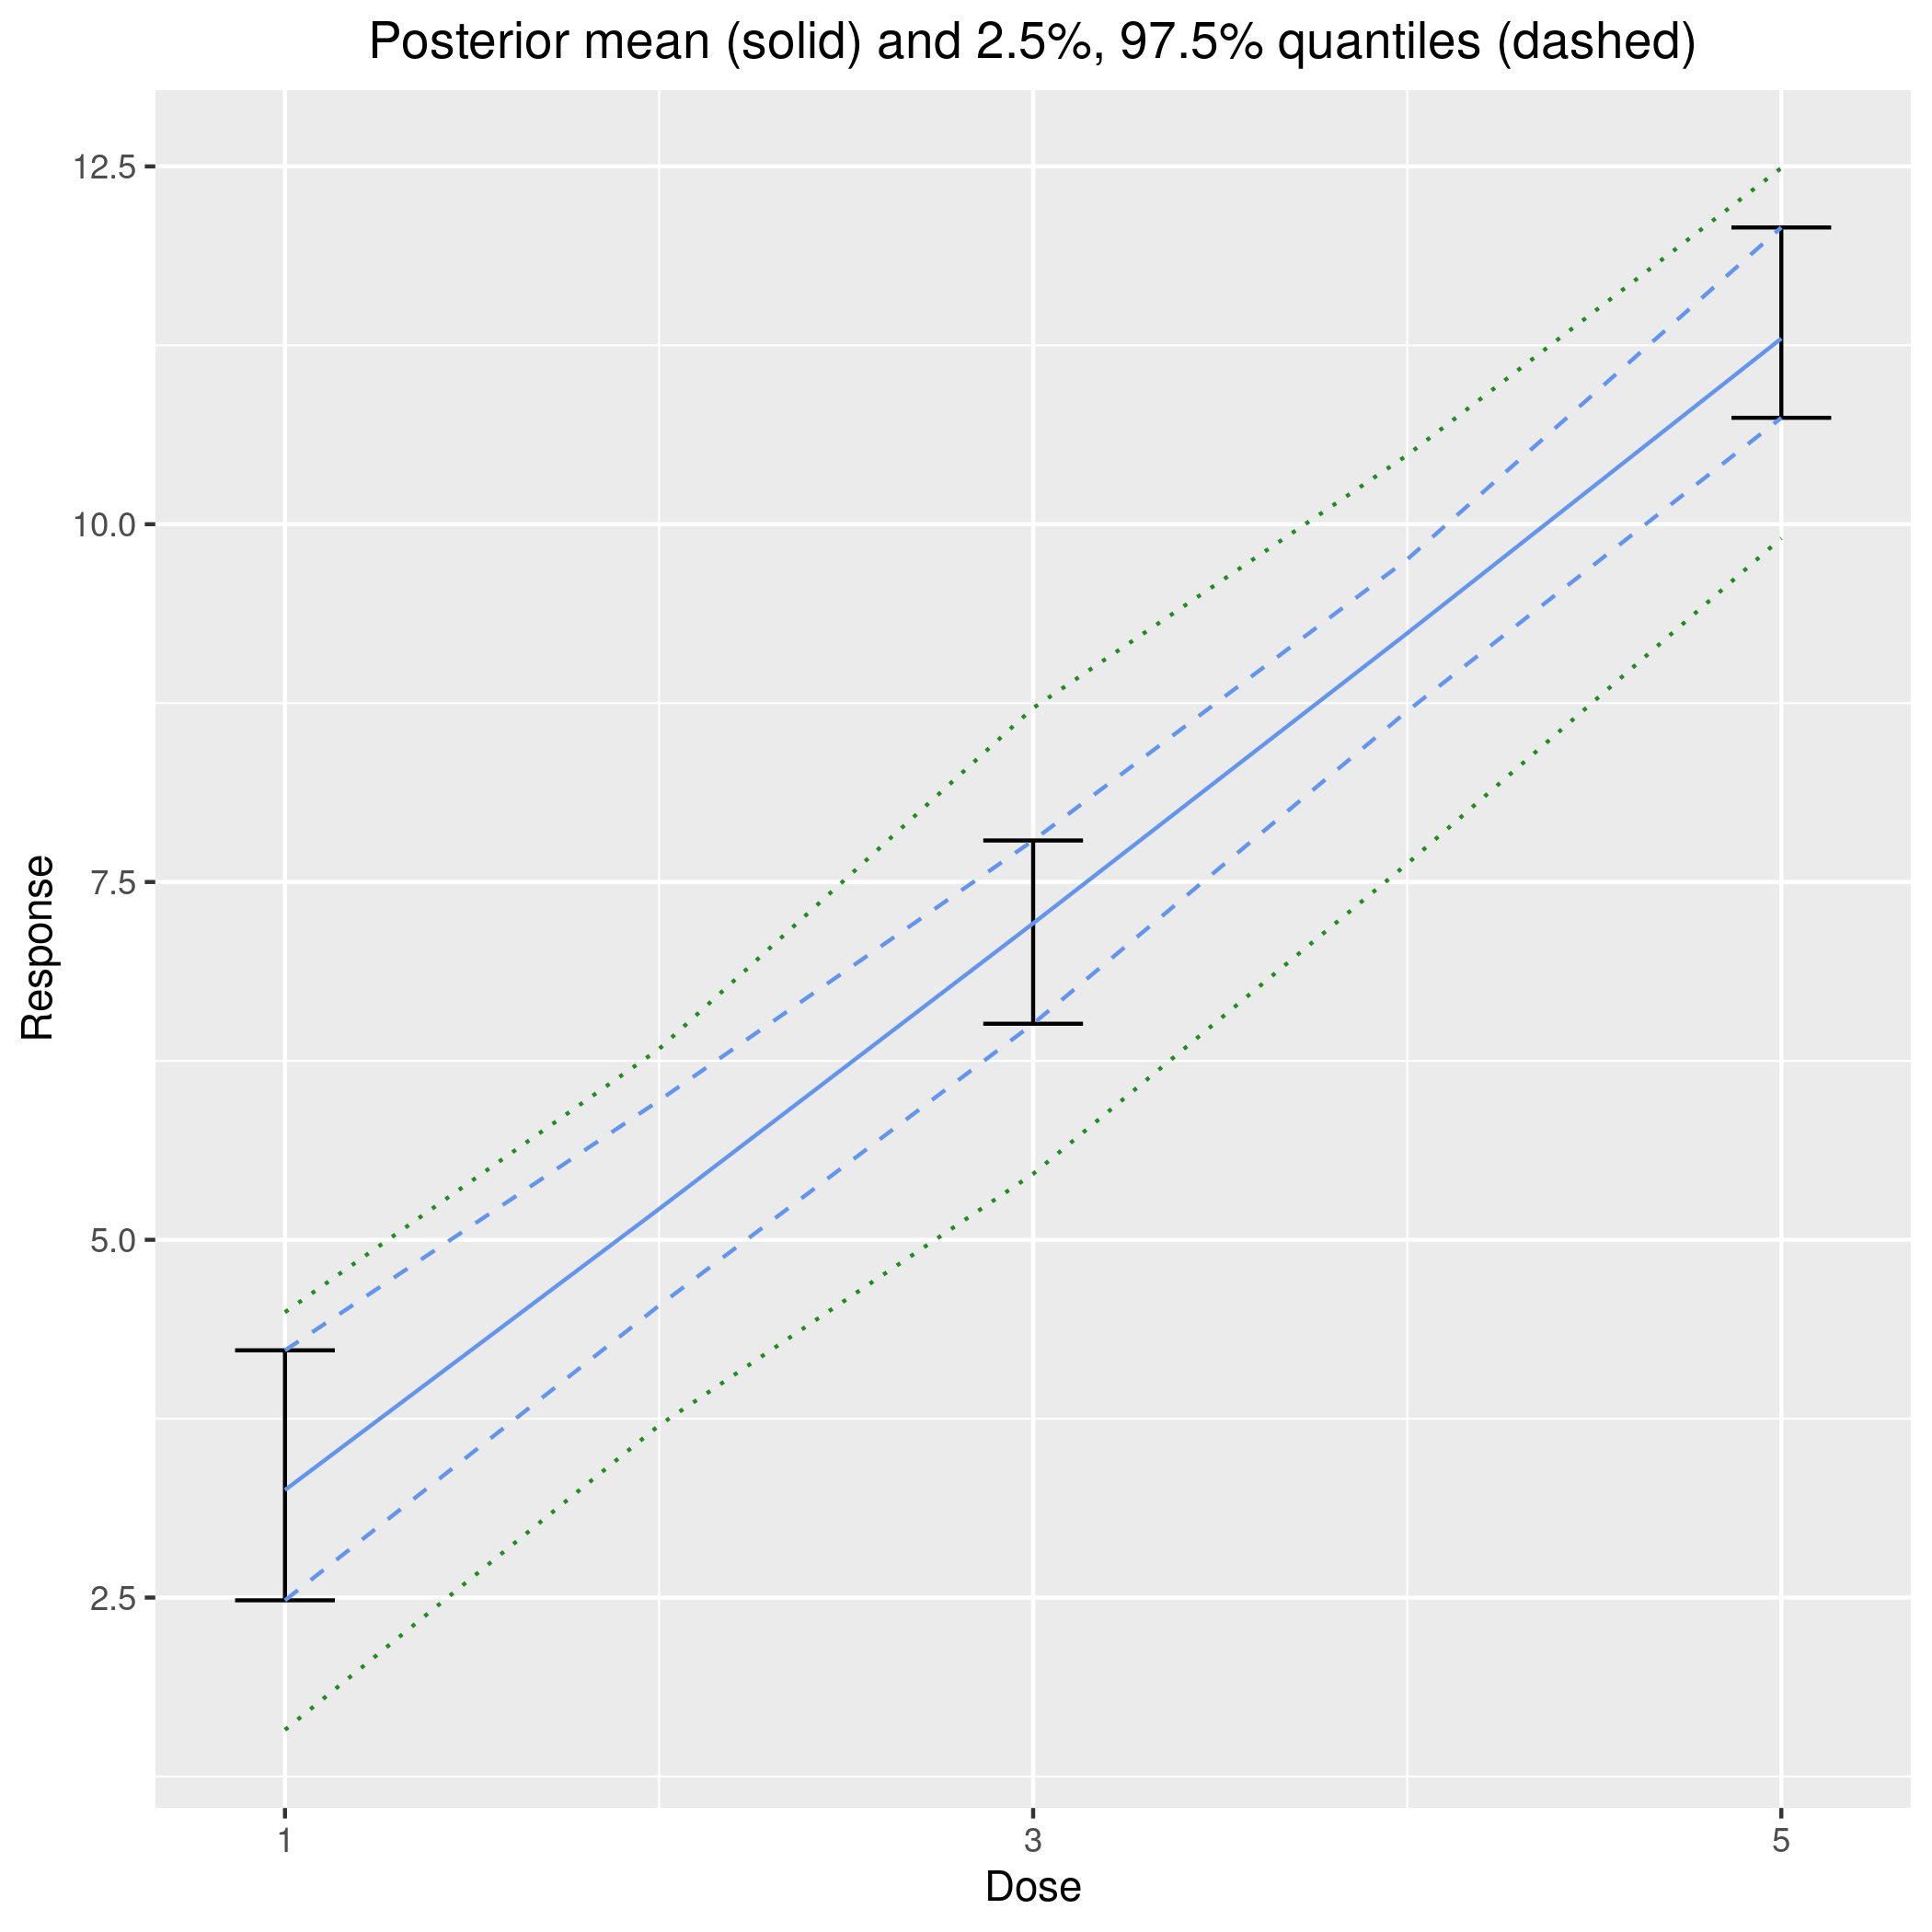 Posterior mean (solid) and 2.5%, 97.5% quantiles (dashed)
12.5
10.0
7.5
5.0
2.5
Response
1 3 5
Dose